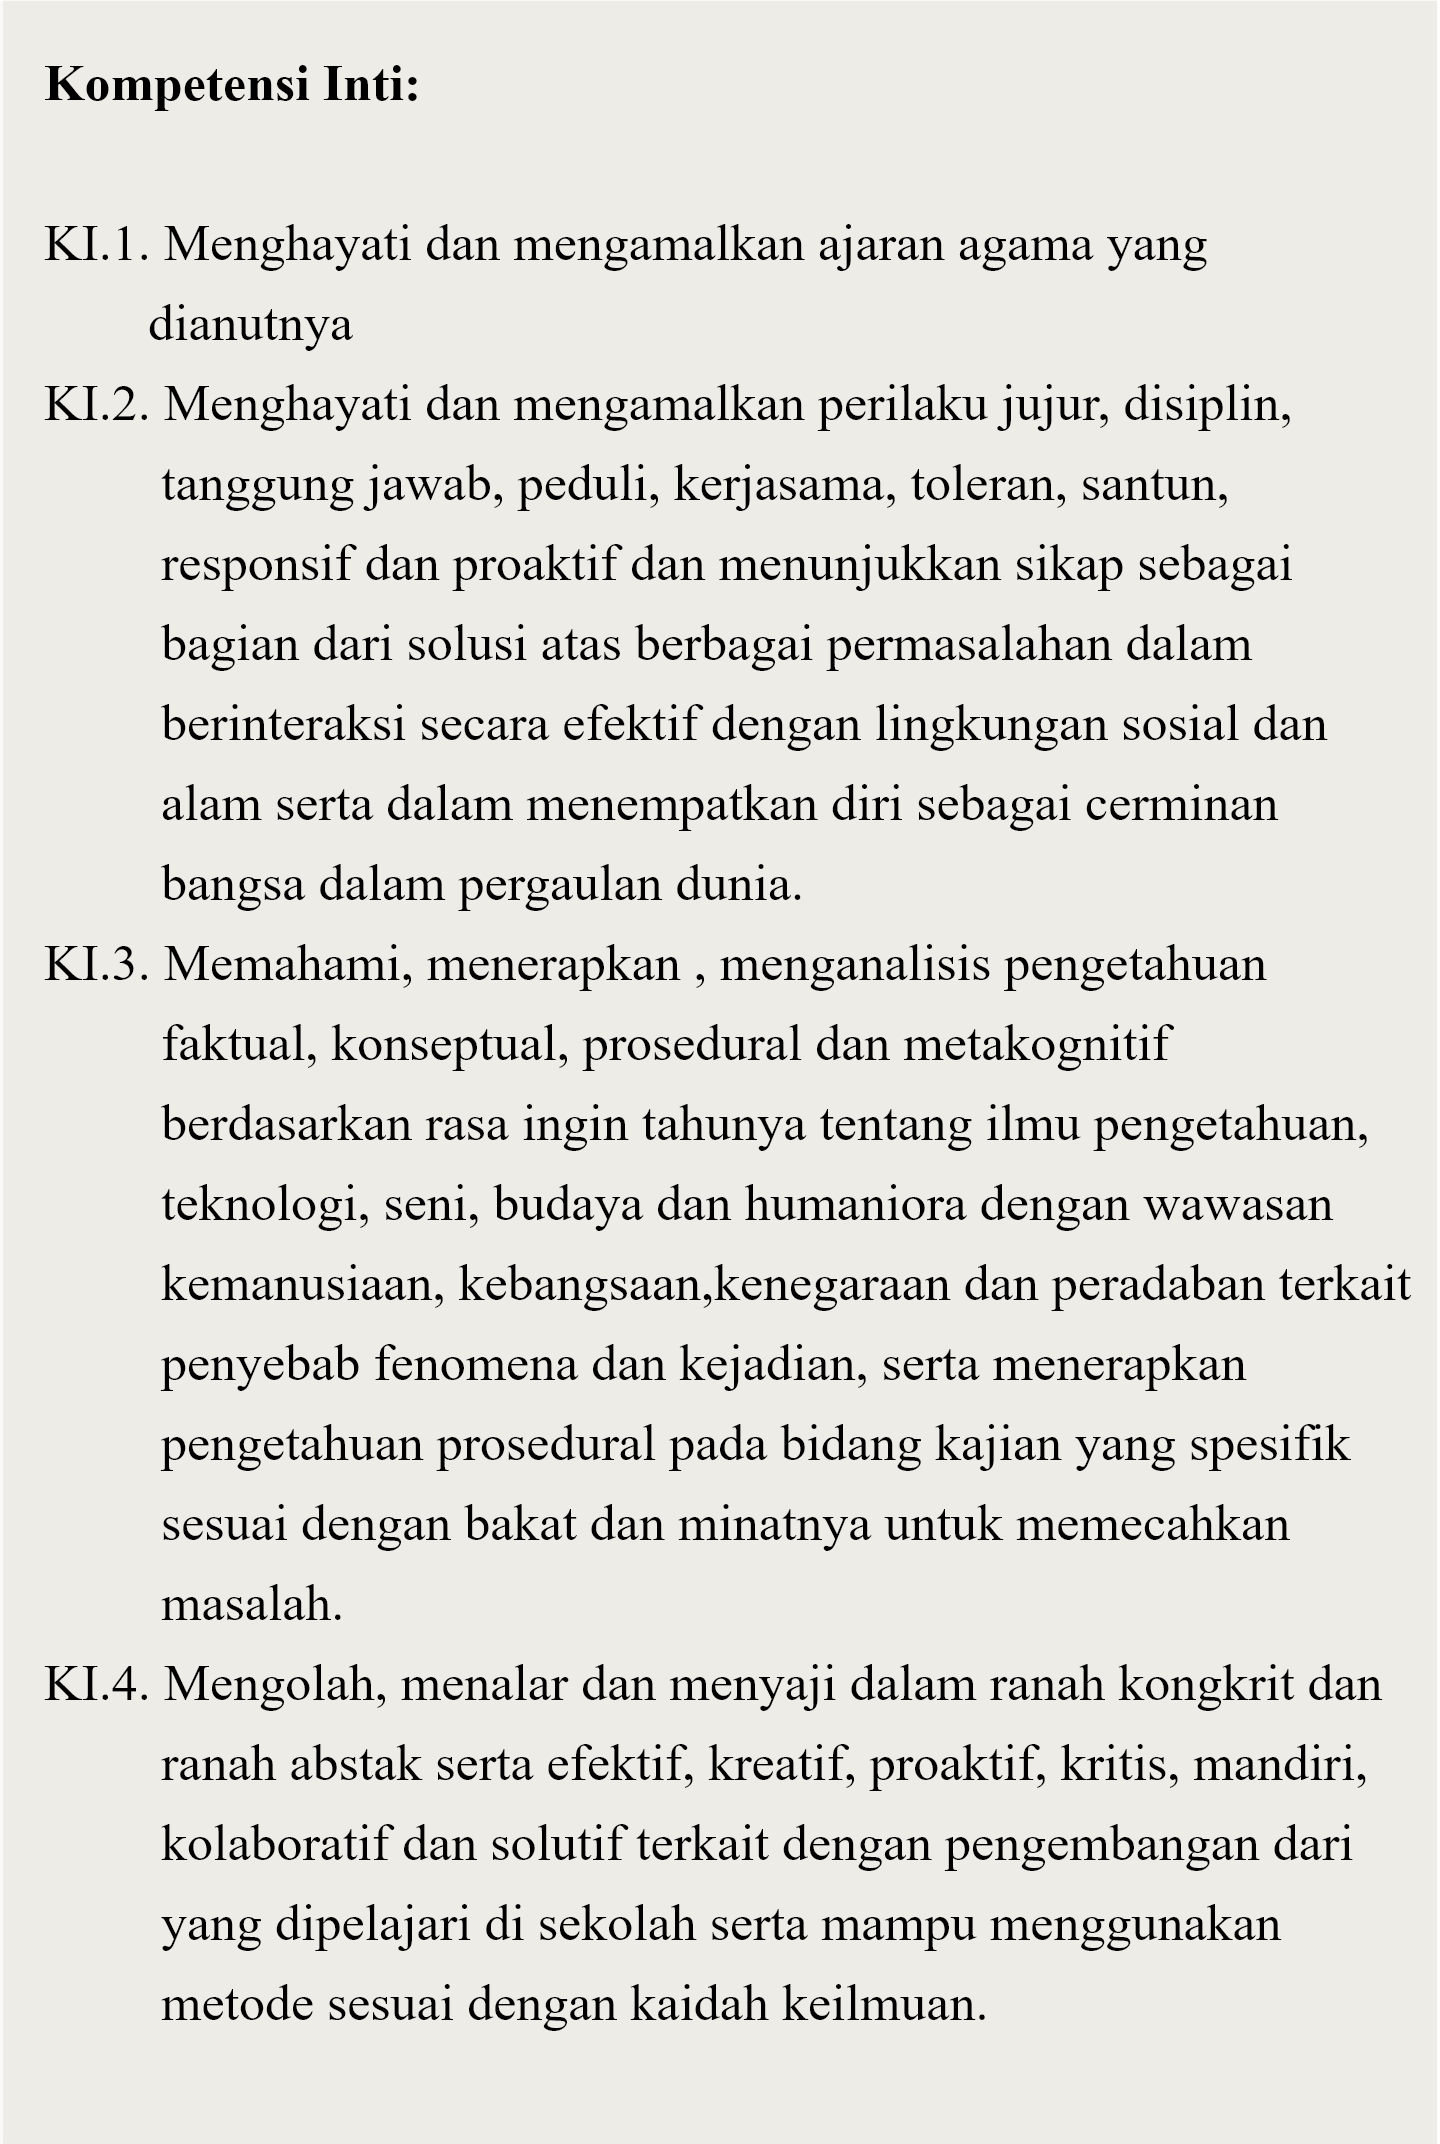 Kompetensi Inti:
KI.1. Menghayati dan mengamalkan ajaran agama yang
dianutnya
KI.2. Menghayati dan mengamalkan perilaku jujur, disiplin,
tanggung jawab, peduli, kerjasama, toleran, santun,
responsif dan proaktif dan menunjukkan sikap sebagai
bagian dari solusi atas berbagai permasalahan dalam
berinteraksi secara efektif dengan lingkungan sosial dan
alam serta dalam menempatkan diri sebagai cerminan
bangsa dalam pergaulan dunia.
KI.3. Memahami, menerapkan , menganalisis pengetahuan
faktual, konseptual, prosedural dan metakognitif
berdasarkan rasa ingin tahunya tentang ilmu pengetahuan,
teknologi, seni, budaya dan humaniora dengan wawasan
kemanusiaan, kebangsaan,kenegaraan dan peradaban terkait
penyebab fenomena dan kejadian, serta menerapkan
pengetahuan prosedural pada bidang kajian yang spesifik
sesuai dengan bakat dan minatnya untuk memecahkan
masalah.
KI.4. Mengolah, menalar dan menyaji dalam ranah kongkrit dan
ranah abstak serta efektif, kreatif, proaktif, kritis, mandiri,
kolaboratif dan solutif terkait dengan pengembangan dari
yang dipelajari di sekolah serta mampu menggunakan
metode sesuai dengan kaidah keilmuan.